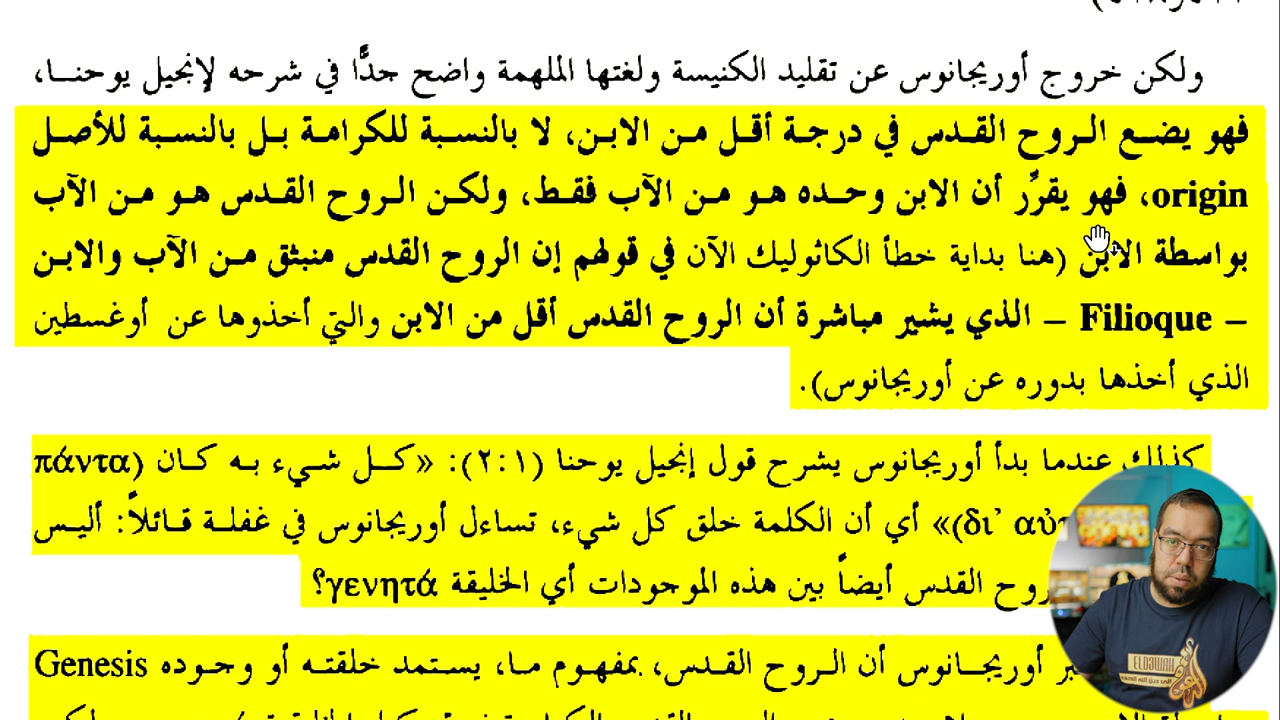 ولكن خروج أوريجانوس عن تقليد الكنيسة ولغتها الملهمة واضح جدًّا في شرحه لإنجيل يوحنا،
فهو يضع الروح القدس في درجة أقل من الابن، لا بالنسبة للكرامة بل بالنسبة للأصل
origin، فهو يقرِّر أن الابن وحده هو من الآب فقط، ولكن الروح القدس هو من الآب
بواسطة الابن (هنا بداية خطأ الكاثوليك الآن في قولهم إن الروح القدس منبثق من الآب والابن
– Filioque – الذي يشير مباشرة أن الروح القدس أقل من الابن والتي أخذوها عن أوغسطين
الذي أخذها بدوره عن أوريجانوس).
كذلك عندما بدأ أوريجانوس يشرح قول إنجيل يوحنا (٢:١): «كل شيء به كان (πάντα
δι’» أي أن الكلمة خلق كل شيء، تساءل أوريجانوس في غفلة قائلاً: أليس
روح القدس أيضاً بين هذه الموجودات أي الخليقة γενητά؟
أوريجانوس أن الروح القدس، بمفهوم ما، يستمد خلقته أو وجوده Genesis
ELDA3WAH